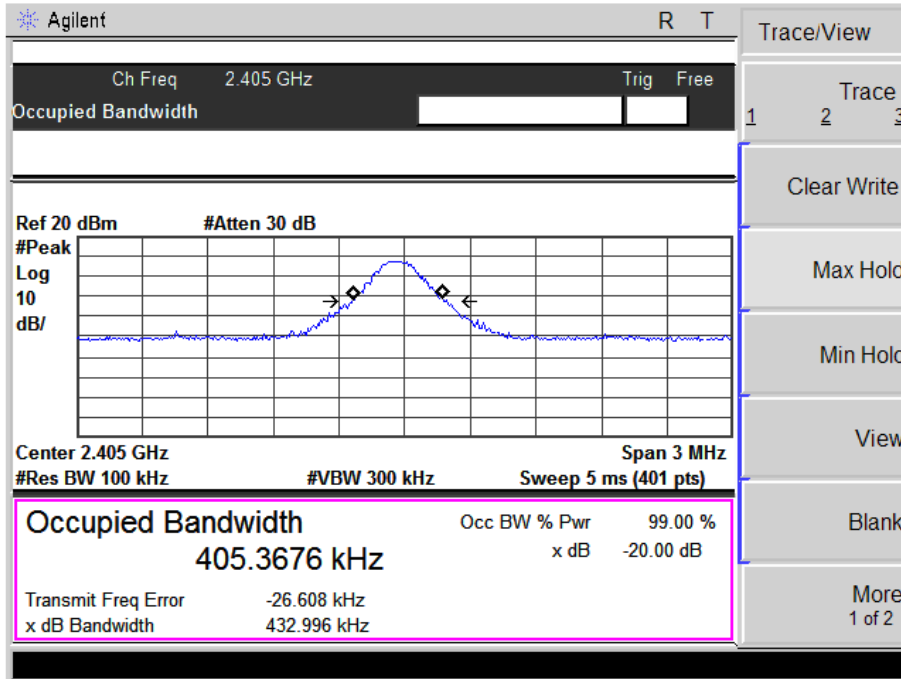 Agilent R T
Trace/View
Ch Freq 2.405 GHz Trig Free
Occupied Bandwidth
Trace
1 2 3
Clear Write
Max Hold
Min Hold
View
Blank
More
1 of 2
Ref 20 dBm #Atten 30 dB
#Peak
Log
10
dB/
Center 2.405 GHz Span 3 MHz
#Res BW 100 kHz #VBW 300 kHz Sweep 5 ms (401 pts)
Occupied Bandwidth
405.3676 kHz
Occ BW % Pwr 99.00 %
x dB -20.00 dB
Transmit Freq Error -26.608 kHz
x dB Bandwidth 432.996 kHz